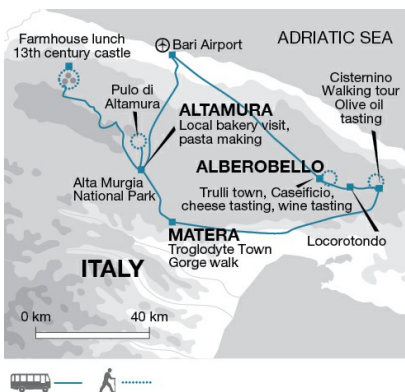 Farmhouse lunch
13th century castle
Bari Airport
ADRIATIC SEA
Cisternino
Walking tour
Olive oil
tasting
Pulo di
Altamura
ALTAMURA
Local bakery visit,
pasta making
ALBEROBELLO
Trulli town, Caseificio,
cheese tasting, wine tasting
Alta Murgia
National Park
MATERA
Troglodyte Town
Gorge walk
Locorotondo
ITALY
0 km 40 km